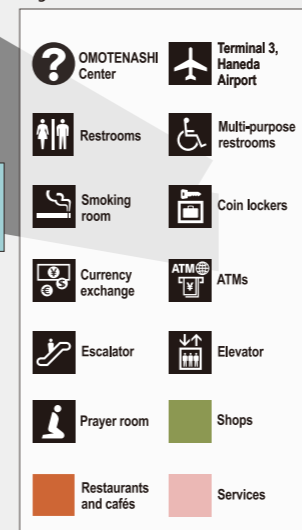 OMOTENASHI
Center
Terminal 3,
Haneda
Airport
Restrooms
Multi-purpose
restrooms
Smoking
room
Coin lockers
¥
€
$
Currency
exchange
ATM
¥
ATMs
Escalator
Elevator
Prayer room
Shops
Restaurants
and cafés
Services